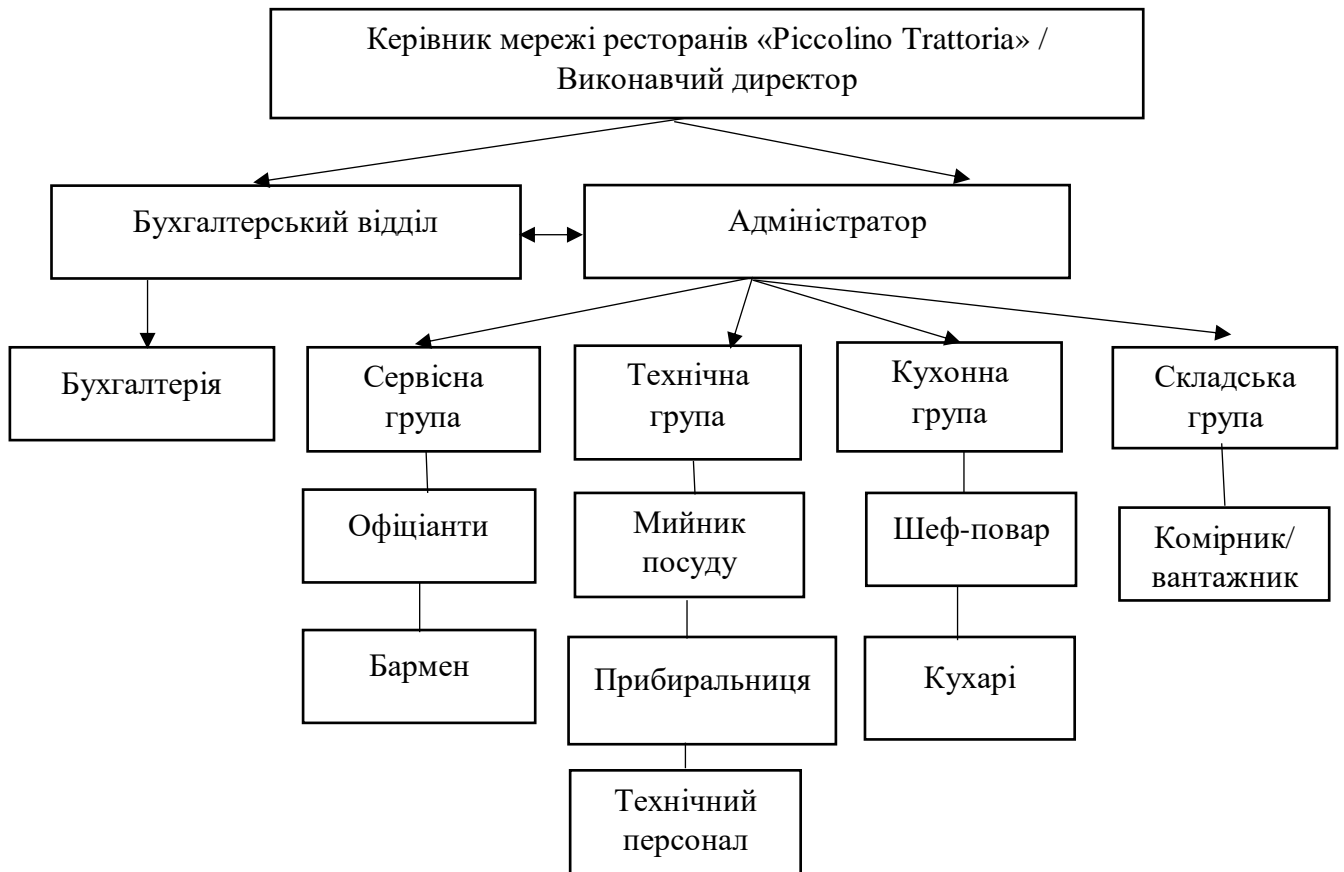 Керівник мережі ресторанів «Piccolino Trattoria» /
Виконавчий директор
Бухгалтерський відділ
Адміністратор
Бухгалтерія
Сервісна
група
Технічна
група
Кухонна
група
Складська
група
Офіціанти
Мийник
посуду
Шеф-повар
Комірник/
вантажник
Бармен
Прибиральниця
Кухарі
Технічний
персонал